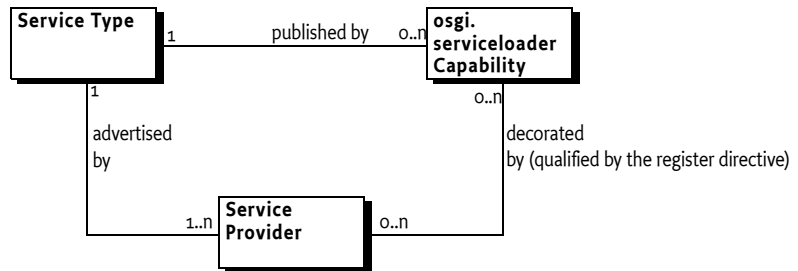 Service Type
1
published by
0..n
osgi.
serviceloader
Capability
1
0..n
advertised
by
decorated
by (qualified by the register directive)
1..n
Service
Provider
0..n